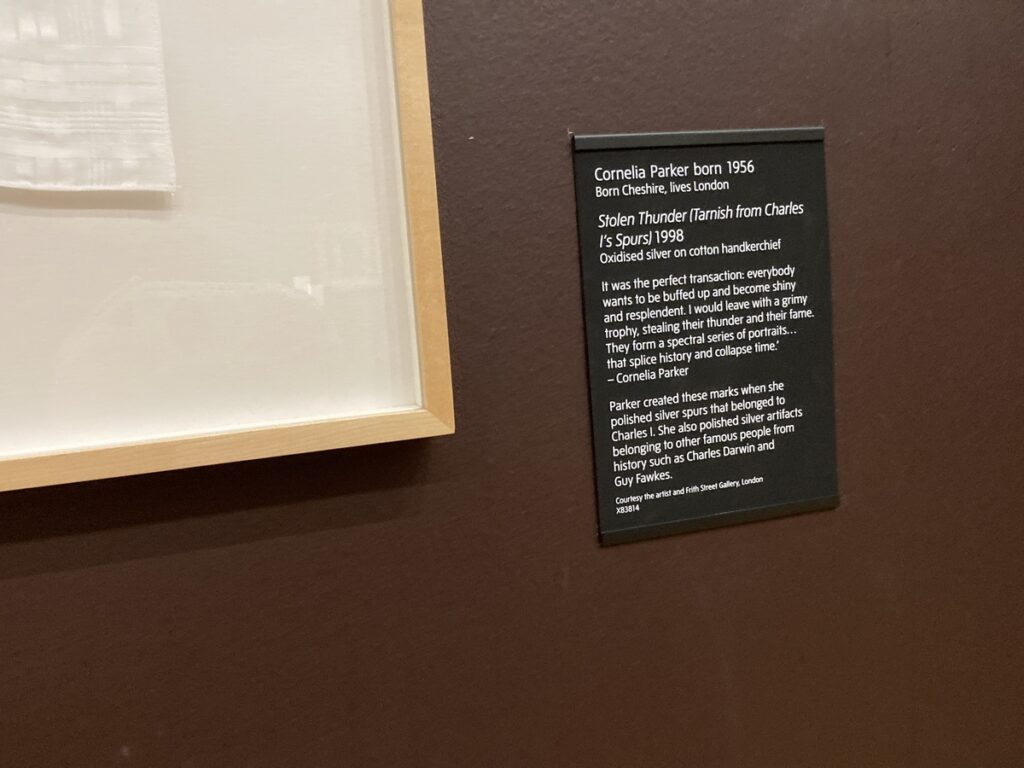 Cornelia Parker born 1956
Born Cheshire, lives London
Stolen Thunder (Tarnish from Charles
I's Spurs) 1998
Oxidised silver on cotton handkerchief
It was the perfect transaction: everybody
wants to be buffed up and become shiny
and resplendent. I would leave with a grimy
trophy, stealing their thunder and their fame.
They form a spectral series of portraits...
that splice history and collapse time.'
– Cornelia Parker
Parker created these marks when she
polished silver spurs that belonged to
Charles I. She also polished silver artifacts
belonging to other famous people from
history such as Charles Darwin and
Guy Fawkes.
Courtesy the artist and Frith Street Gallery, London
X83814